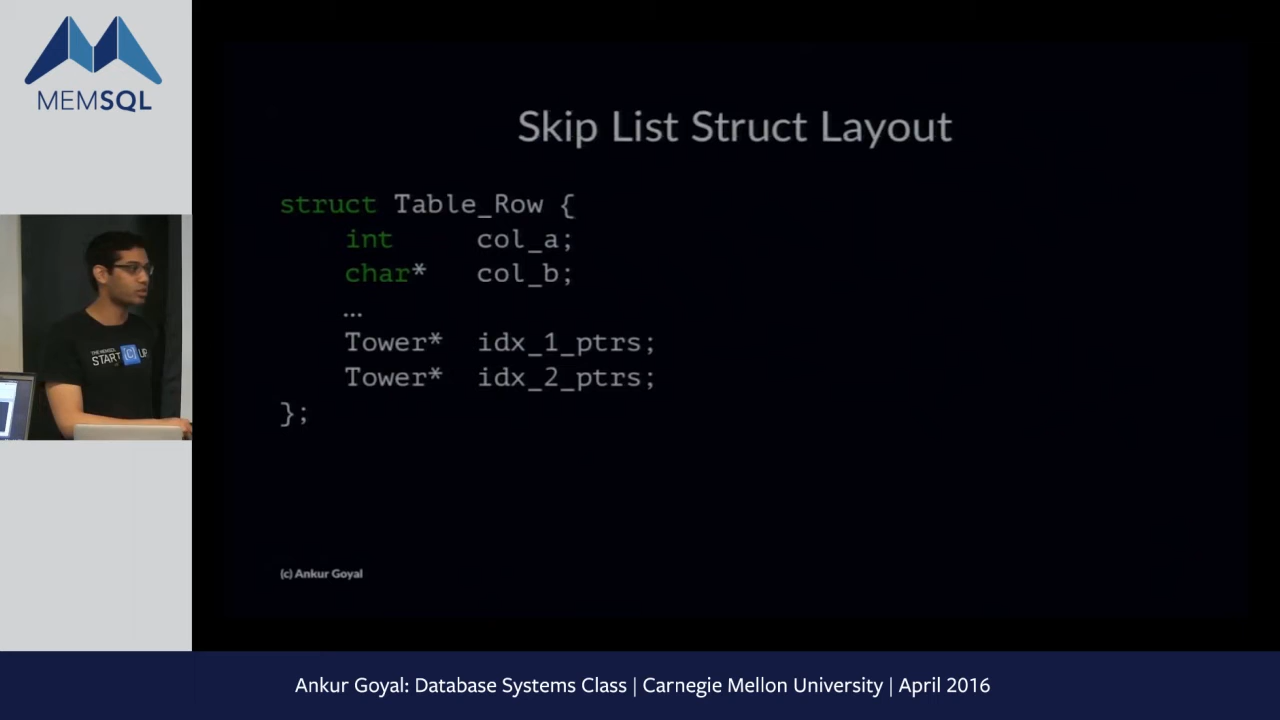 MEMSQL
Skip List Struct Layout
struct Table_Row {
    int     col_a;
    char*   col_b;
    …
    Tower*  idx_1_ptrs;
    Tower*  idx_2_ptrs;
};
START {C} UP
(c) Ankur Goyal
Ankur Goyal: Database Systems Class | Carnegie Mellon University | April 2016